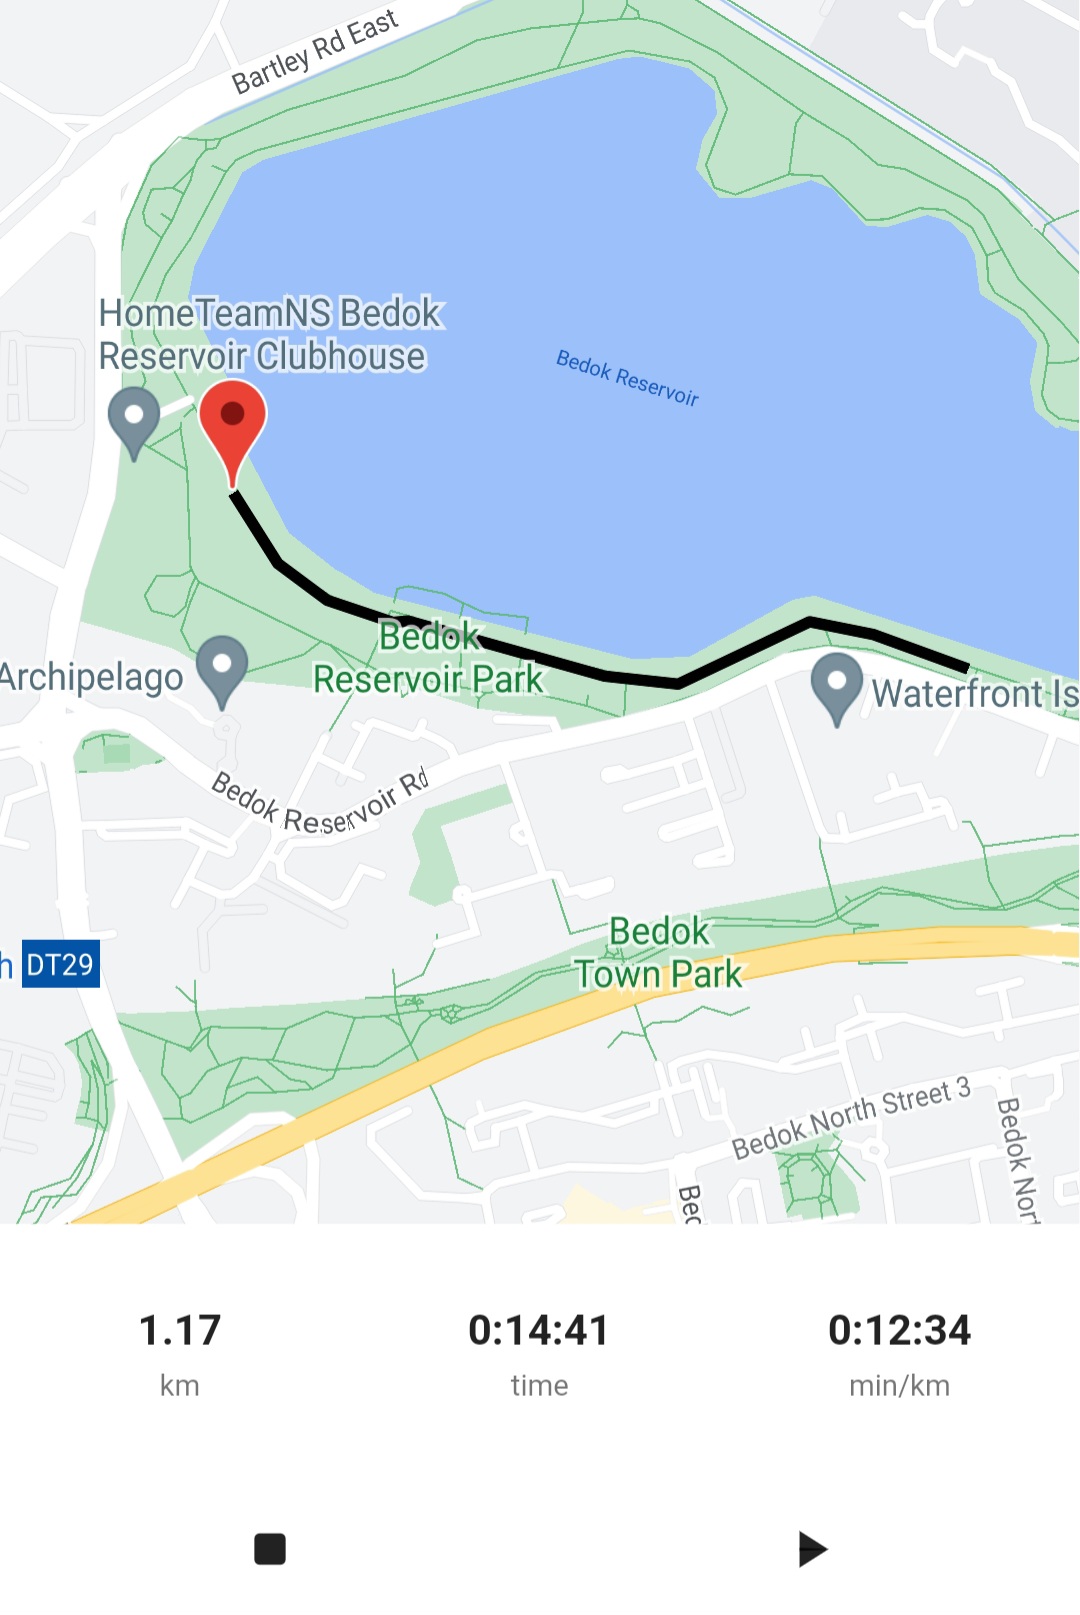 Bartley Rd East
HomeTeamNS Bedok
Reservoir Clubhouse
Bedok Reservoir
Bedok
Reservoir Park
Archipelago
Waterfront Is
Bedok Reservoir Rd
Bedok
Town Park
h DT29
Bedok North Street 3
Bedok Nort
Bed
1.17
0:14:41
0:12:34
km
time
min/km